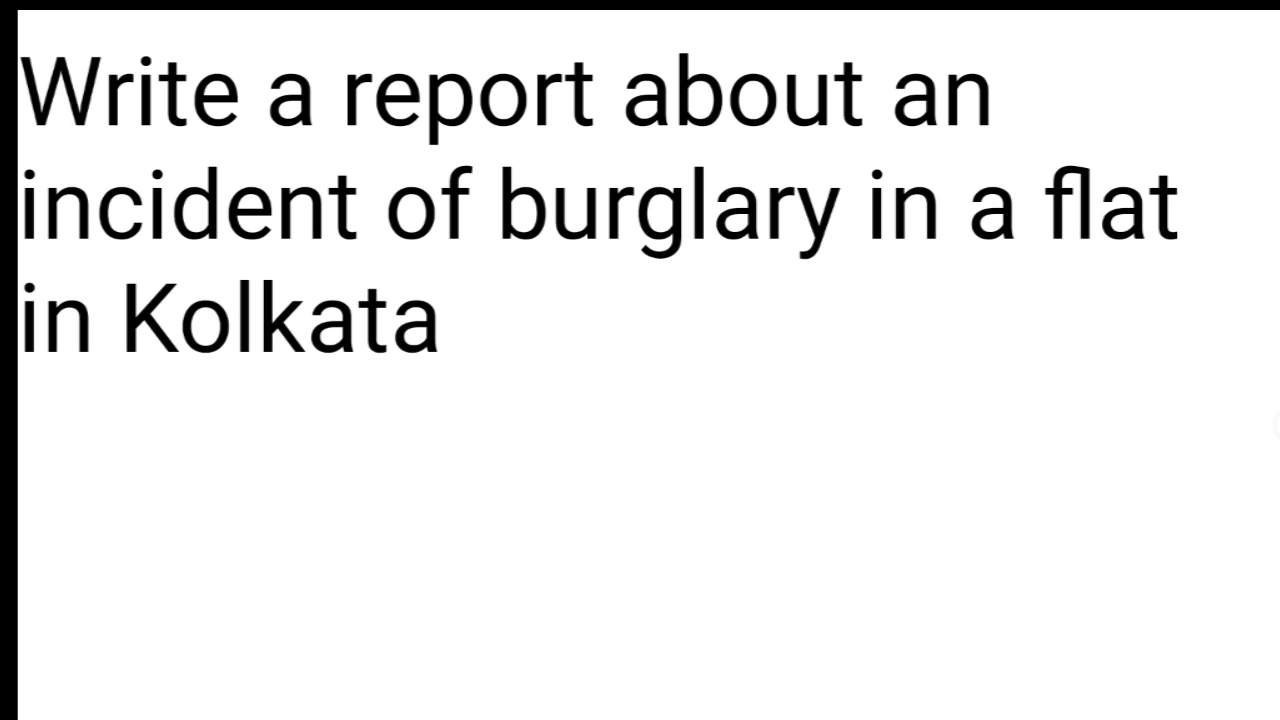 Write a report about an
incident of burglary in a flat
in Kolkata